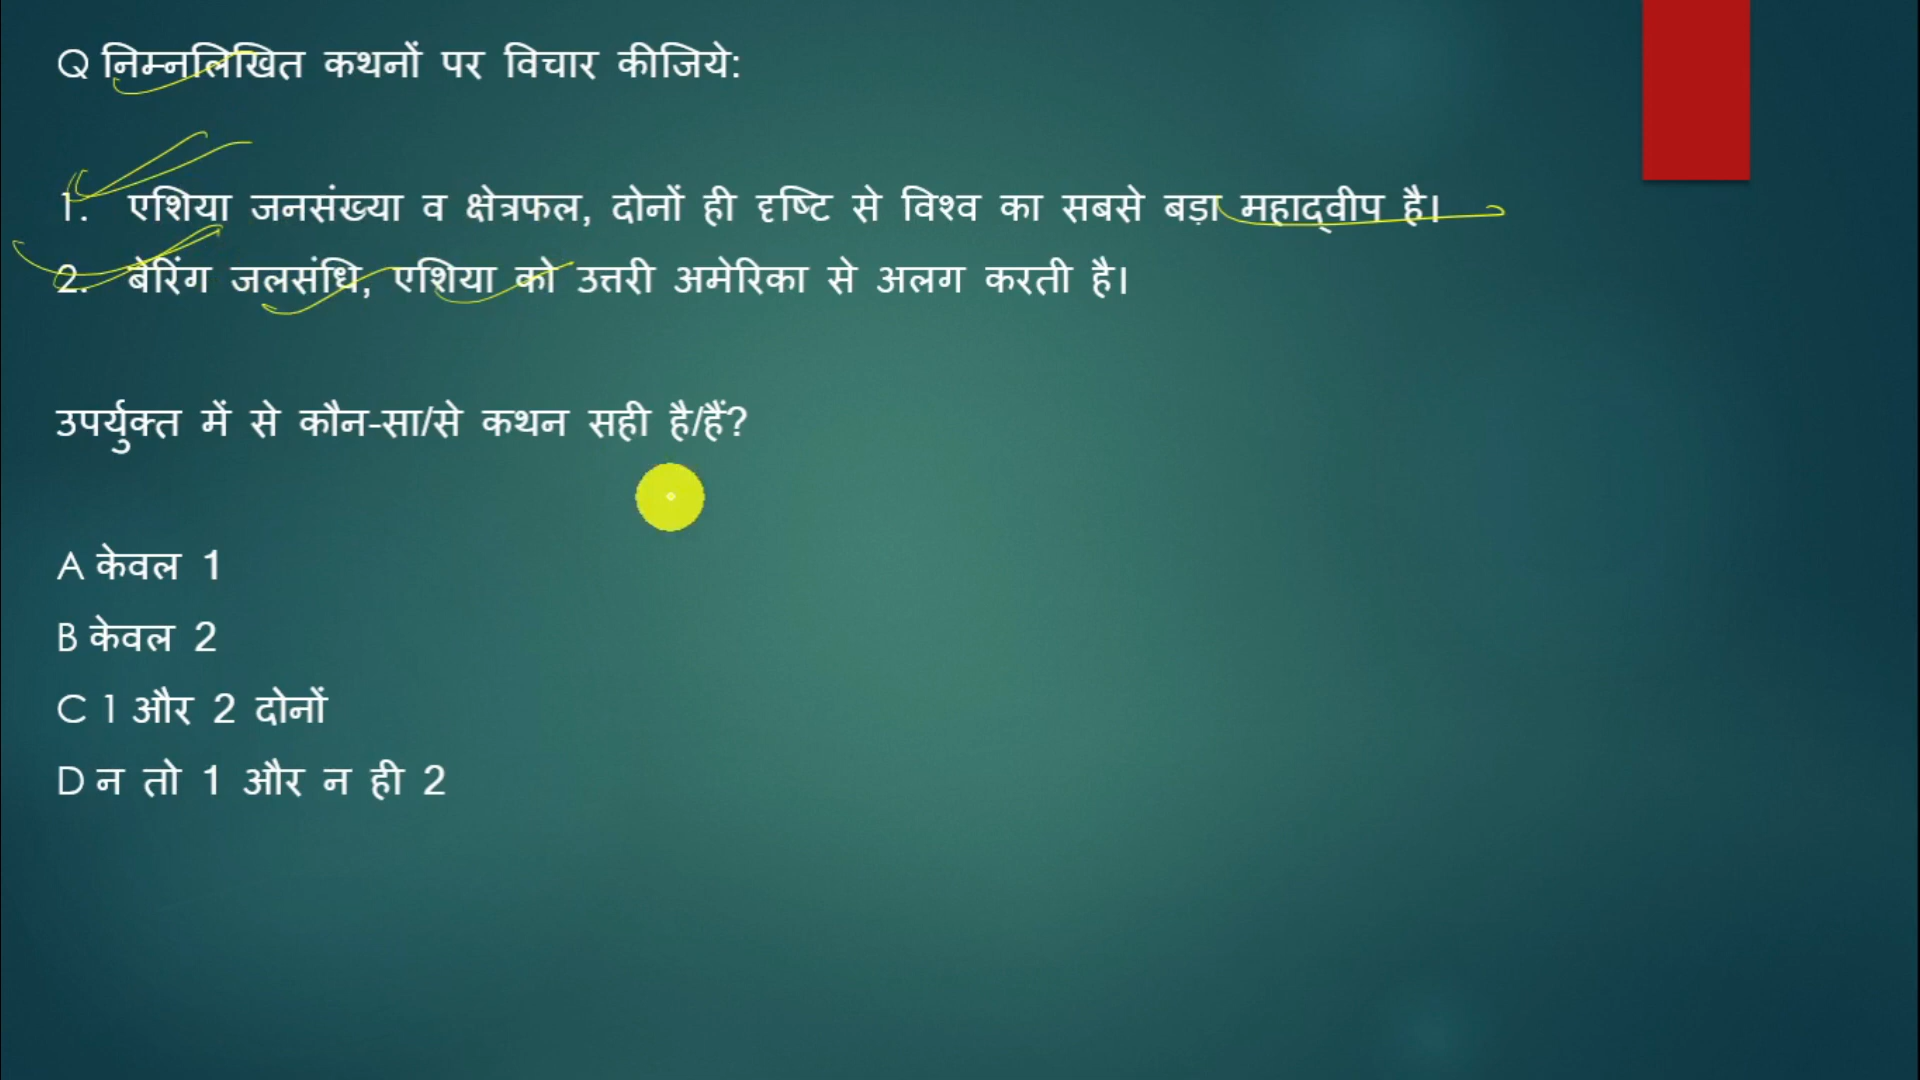 Q निम्नलिखित कथनों पर विचार कीजिये:
1. एशिया जनसंख्या व क्षेत्रफल, दोनों ही दृष्टि से विश्व का सबसे बड़ा महाद्वीप है।
2. बेरिंग जलसंधि, एशिया को उत्तरी अमेरिका से अलग करती है।
उपर्युक्त में से कौन-सा/से कथन सही है/हैं?
A केवल 1
B केवल 2
C 1 और 2 दोनों
D न तो 1 और न ही 2